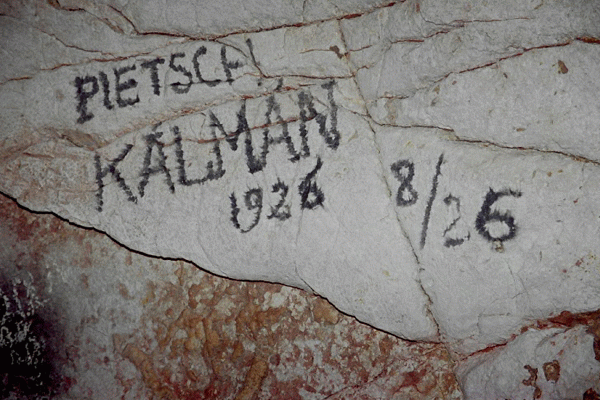 PIETSCH
KÁLMÁN
1926 8/26